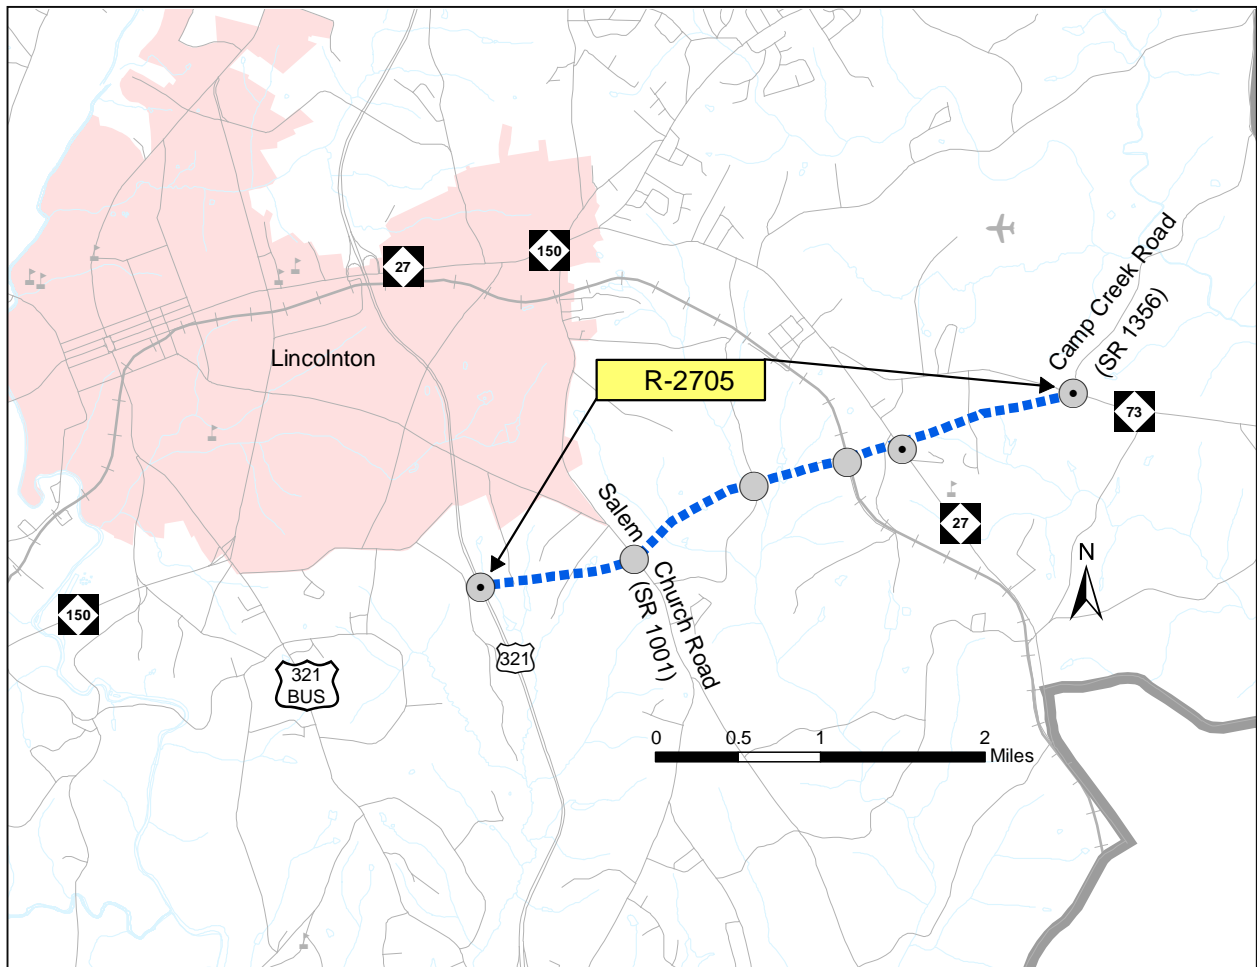 150
27
Camp Creek Road
(SR 1356)
Lincolnton
R-2705
73
Salem
Church Road
(SR 1001)
27
N
150
321
BUS
321
0 0.5 1 2
Miles